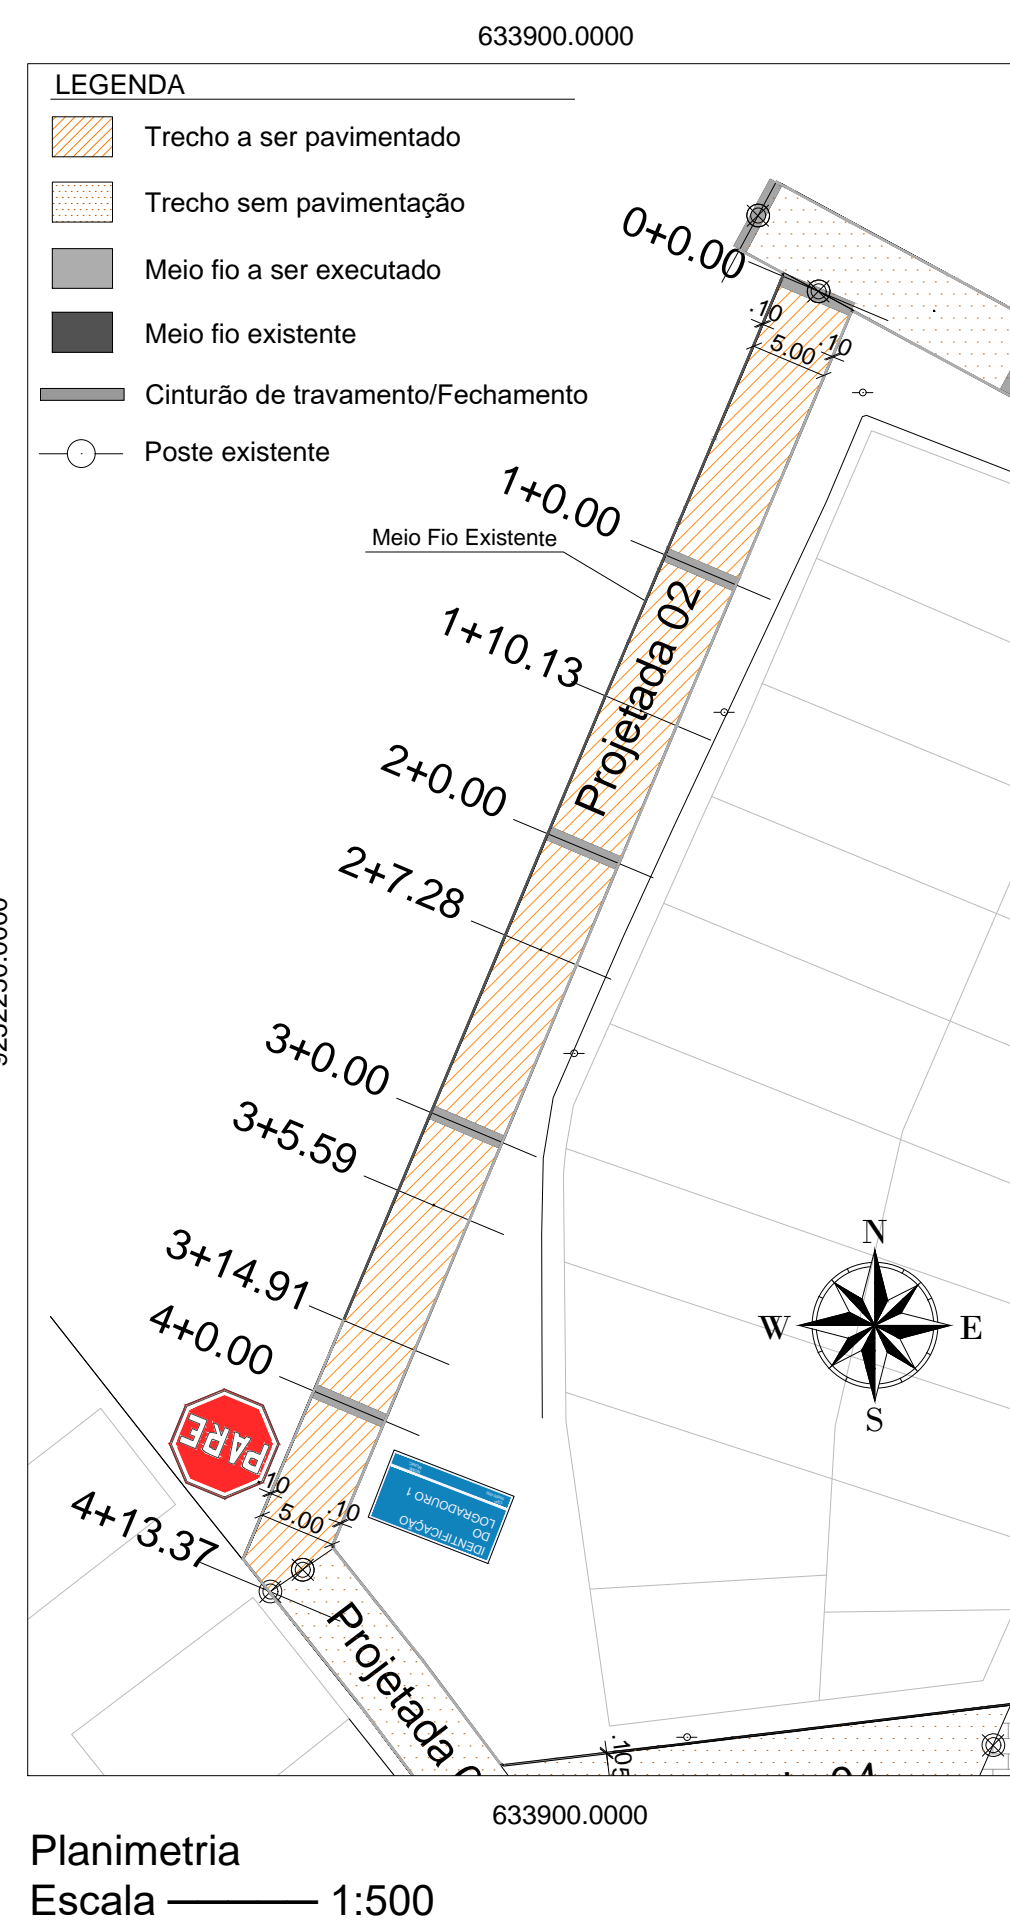 633900.0000
LEGENDA
Trecho a ser pavimentado
Trecho sem pavimentação
Meio fio a ser executado
Meio fio existente
Cinturão de travamento/Fechamento
Poste existente
0+0.00
.10
5.00
.10
1+0.00
Meio Fio Existente
1+10.13
Projetada 02
2+0.00
2+7.28
3+0.00
3+5.59
3+14.91
4+0.00
N
W
E
S
PARE
IDENTIFICAÇÃO
DO
LOGRADOURO 1
.10
5.00
.10
4+13.37
Projetada
.10
633900.0000
Planimetria
Escala 1:500